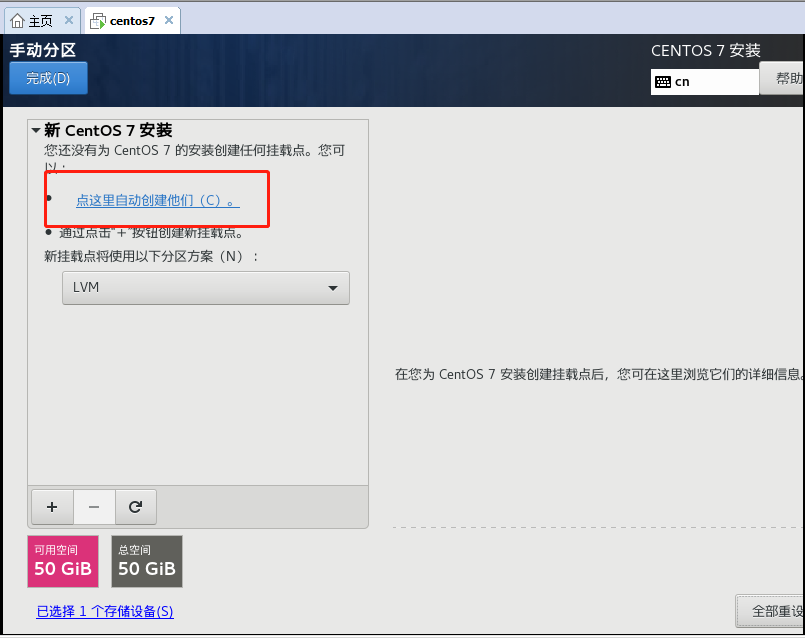 主页
centos7
手动分区
完成(D)
CENTOS 7 安装
cn
帮助
新 CentOS 7 安装
您还没有为 CentOS 7 的安装创建任何挂载点。您可
以：
点这里自动创建他们（C）。
通过点击“+”按钮创建新挂载点。
新挂载点将使用以下分区方案（N）：
LVM
在您为 CentOS 7 安装创建挂载点后，您可在这里浏览它们的详细信息。
可用空间
50 GiB
总空间
50 GiB
已选择 1 个存储设备(S)
全部重设